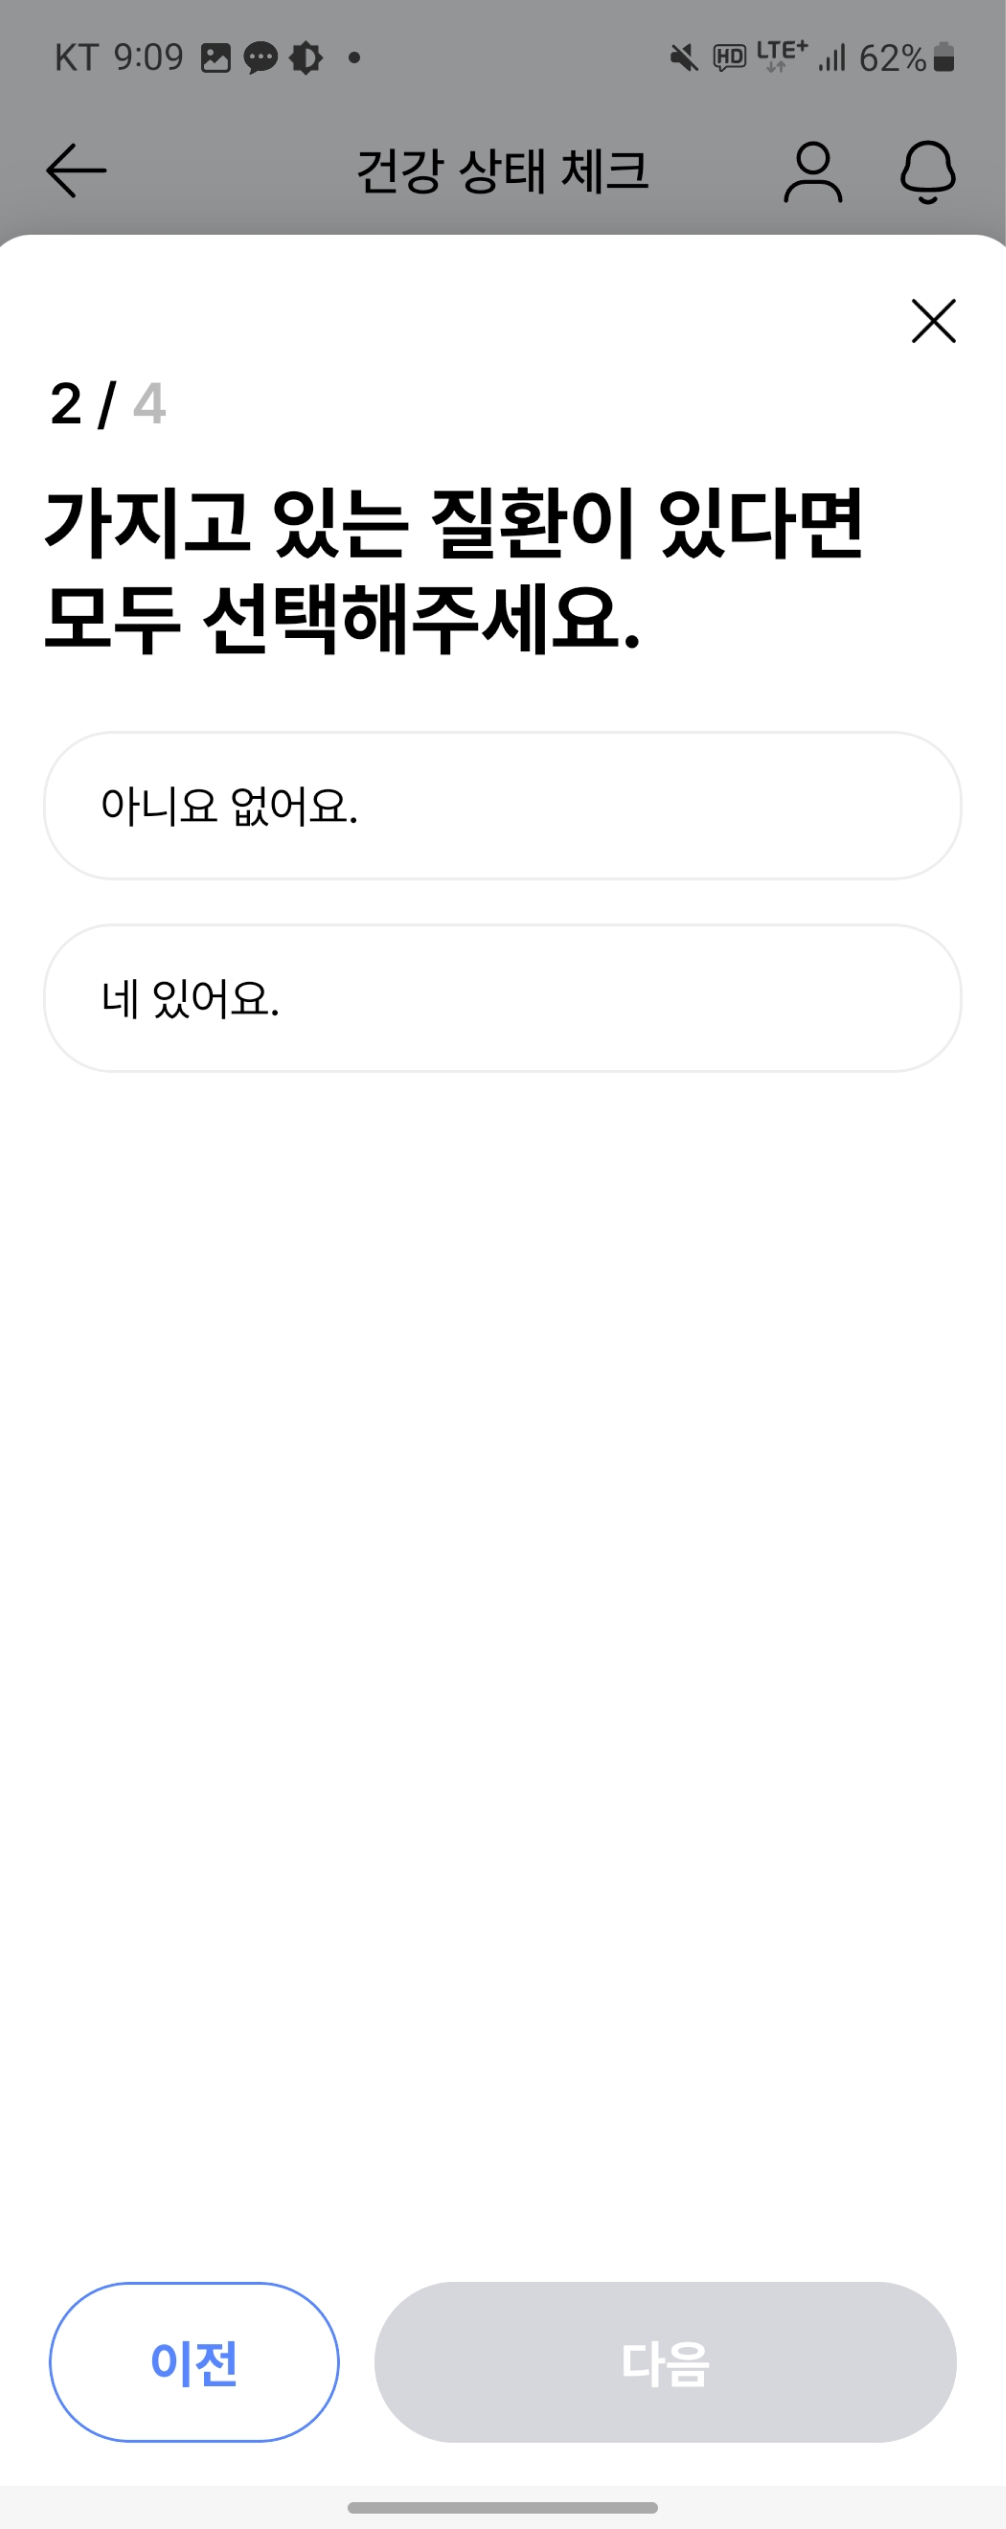 KT 9:09 HD LTE+ 62%
건강 상태 체크
2 / 4
가지고 있는 질환이 있다면
모두 선택해주세요.
아니요 없어요.
네 있어요.
이전 다음